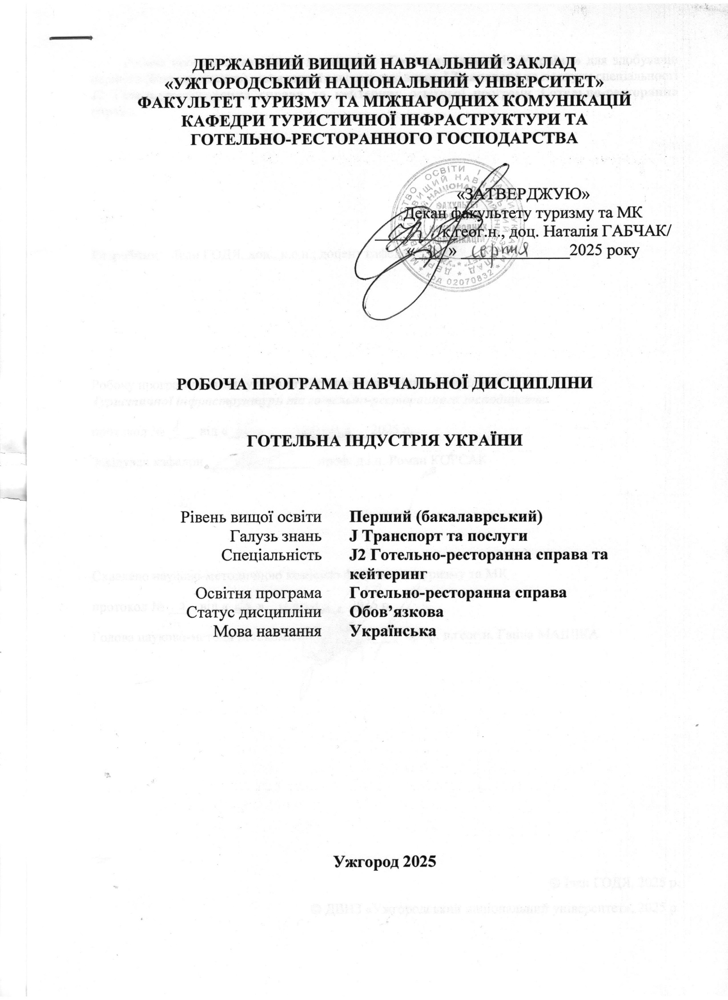 ДЕРЖАВНИЙ ВИЩИЙ НАВЧАЛЬНИЙ ЗАКЛАД
«УЖГОРОДСЬКИЙ НАЦІОНАЛЬНИЙ УНІВЕРСИТЕТ»
ФАКУЛЬТЕТ ТУРИЗМУ ТА МІЖНАРОДНИХ КОМУНІКАЦІЙ
КАФЕДРИ ТУРИСТИЧНОЇ ІНФРАСТРУКТУРИ ТА
ГОТЕЛЬНО-РЕСТОРАННОГО ГОСПОДАРСТВА
«ЗАТВЕРДЖУЮ»
Декан факультету туризму та МК
/к.геог.н., доц. Наталія ГАБЧАК/
« » серпня 2025 року
код 02070832
РОБОЧА ПРОГРАМА НАВЧАЛЬНОЇ ДИСЦИПЛІНИ
ГОТЕЛЬНА ІНДУСТРІЯ УКРАЇНИ
Рівень вищої освіти Перший (бакалаврський)
Галузь знань J Транспорт та послуги
Спеціальність J2 Готельно-ресторанна справа та
кейтеринг
Освітня програма Готельно-ресторанна справа
Статус дисципліни Обов’язкова
Мова навчання Українська
Ужгород 2025